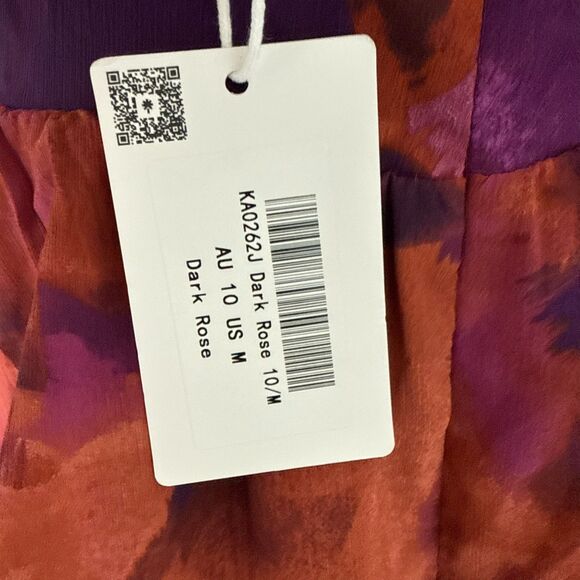 KA0262J Dark Rose 10/M
AU 10 US M
Dark Rose